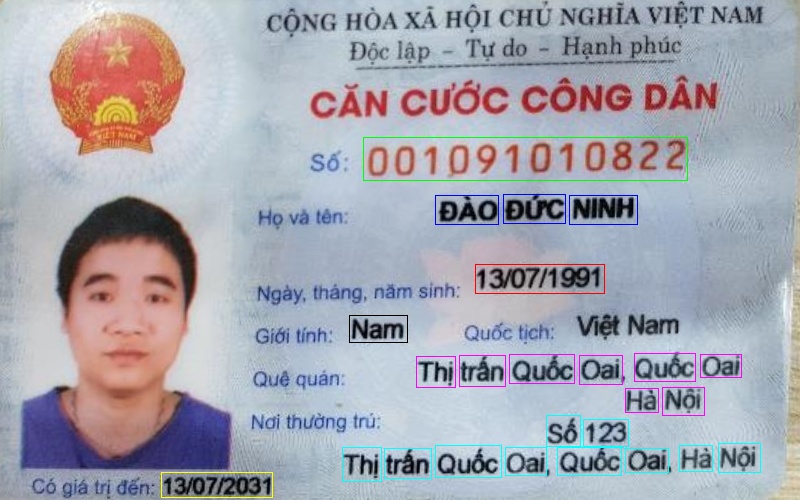 CỘNG HÒA XÃ HỘI CHỦ NGHĨA VIỆT NAM
Độc lập - Tự do - Hạnh phúc
CĂN CƯỚC CÔNG DÂN
Số: 001091010822
Họ và tên: ĐÀO ĐỨC NINH
Ngày, tháng, năm sinh: 13/07/1991
Giới tính: Nam Quốc tịch: Việt Nam
Quê quán: Thị trấn Quốc Oai, Quốc Oai
Hà Nội
Nơi thường trú: Số 123
Thị trấn Quốc Oai, Quốc Oai, Hà Nội
Có giá trị đến: 13/07/2031